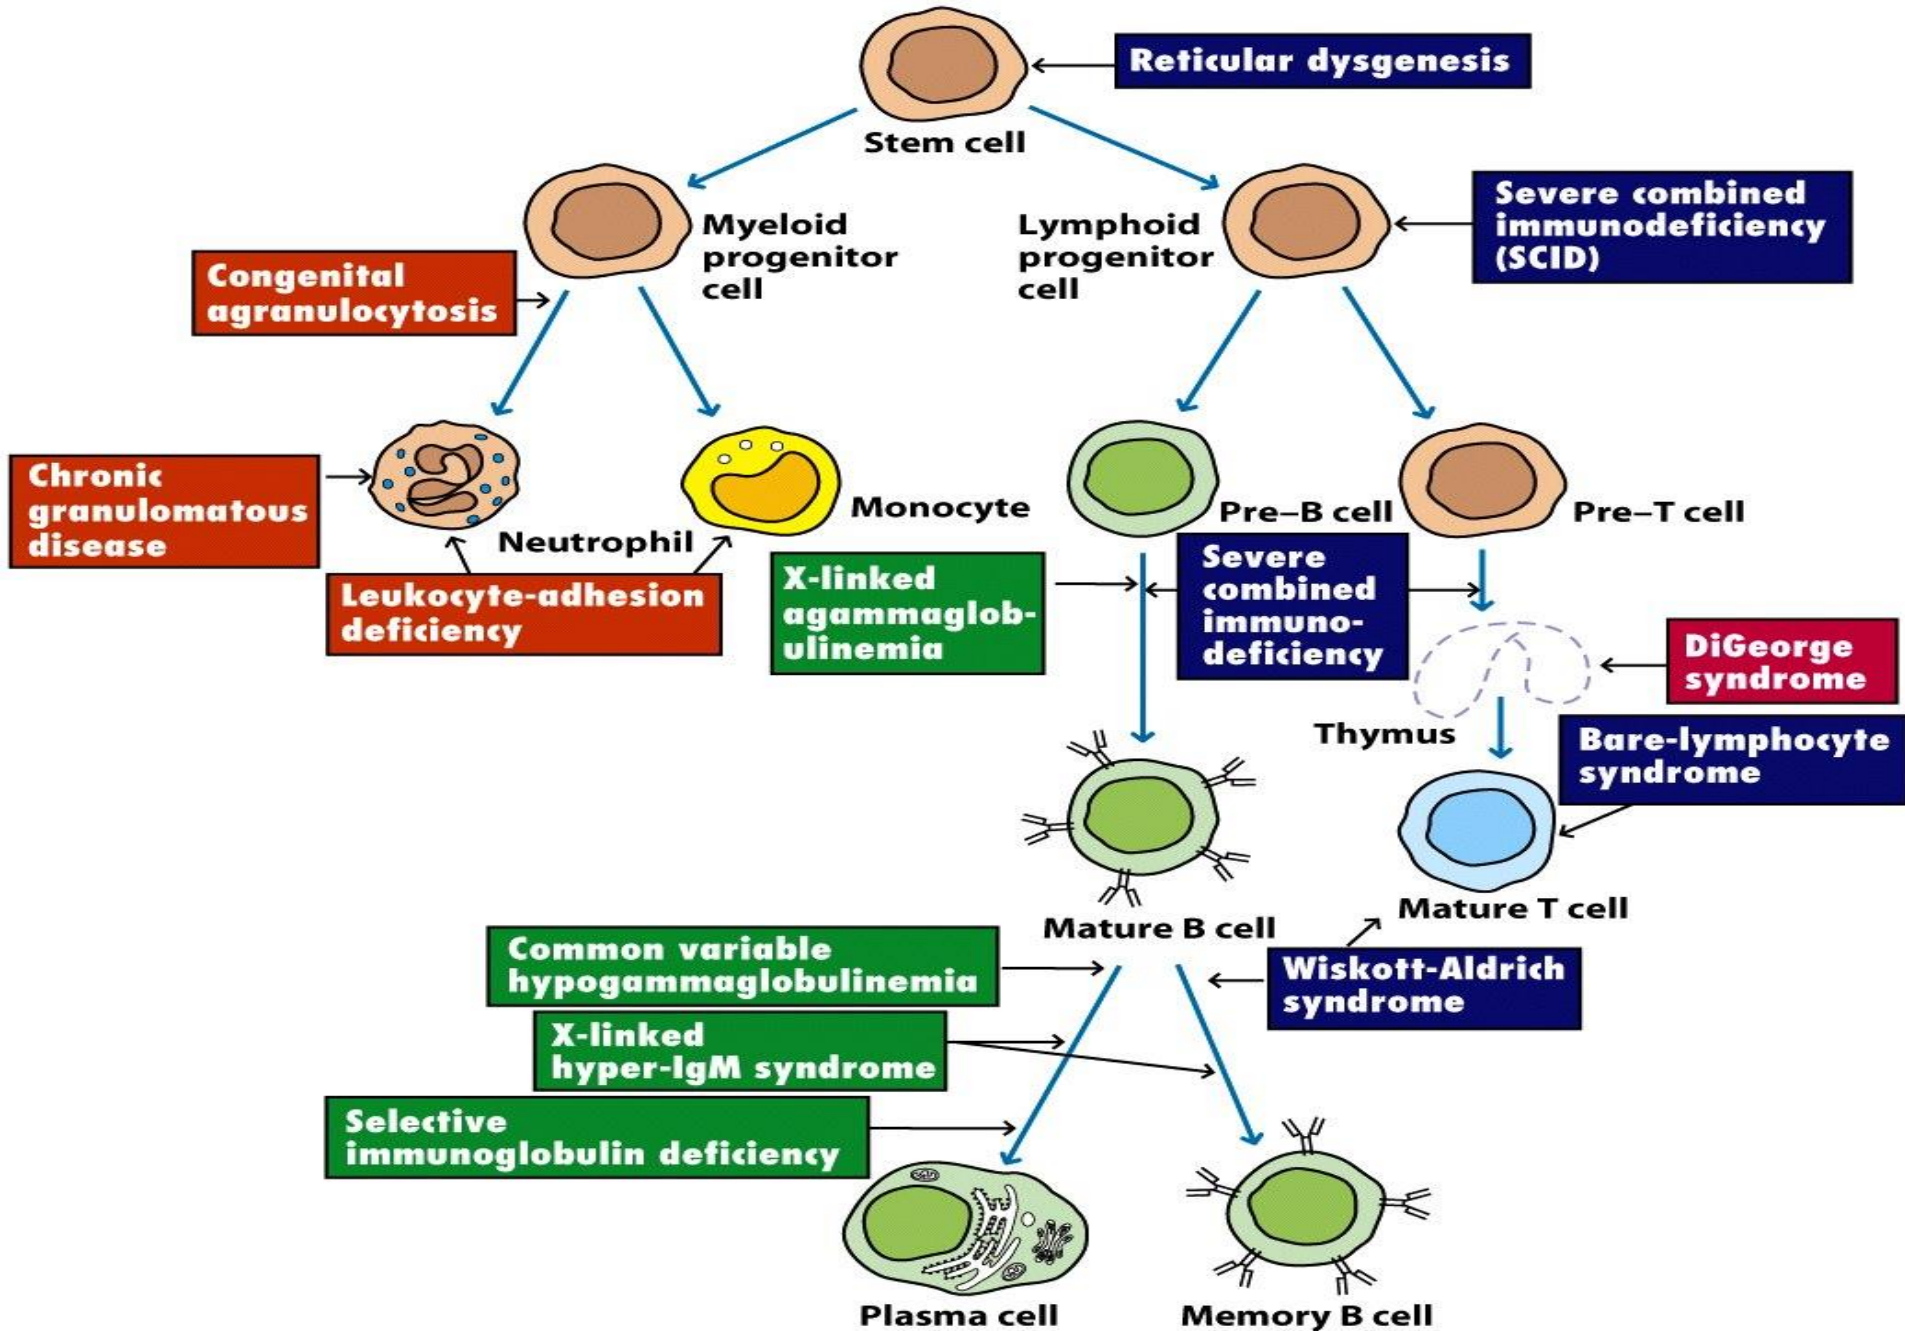 Reticular dysgenesis
Stem cell
Severe combined
immunodeficiency
(SCID)
Myeloid
progenitor
cell
Lymphoid
progenitor
cell
Congenital
agranulocytosis
Chronic
granulomatous
disease
Neutrophil
Monocyte
Pre–B cell
Pre–T cell
Leukocyte-adhesion
deficiency
X-linked
agammaglob-
ulinemia
Severe
combined
immuno-
deficiency
DiGeorge
syndrome
Thymus
Bare-lymphocyte
syndrome
Mature B cell
Mature T cell
Common variable
hypogammaglobulinemia
Wiskott-Aldrich
syndrome
X-linked
hyper-IgM syndrome
Selective
immunoglobulin deficiency
Plasma cell
Memory B cell